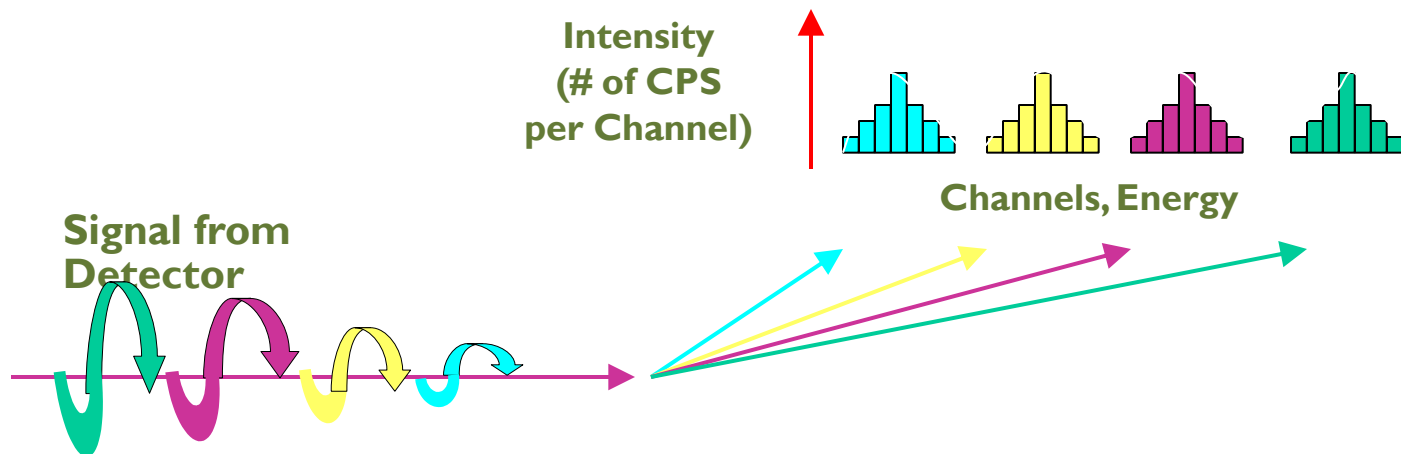 Intensity
(# of CPS
per Channel)
Channels, Energy
Signal from
Detector